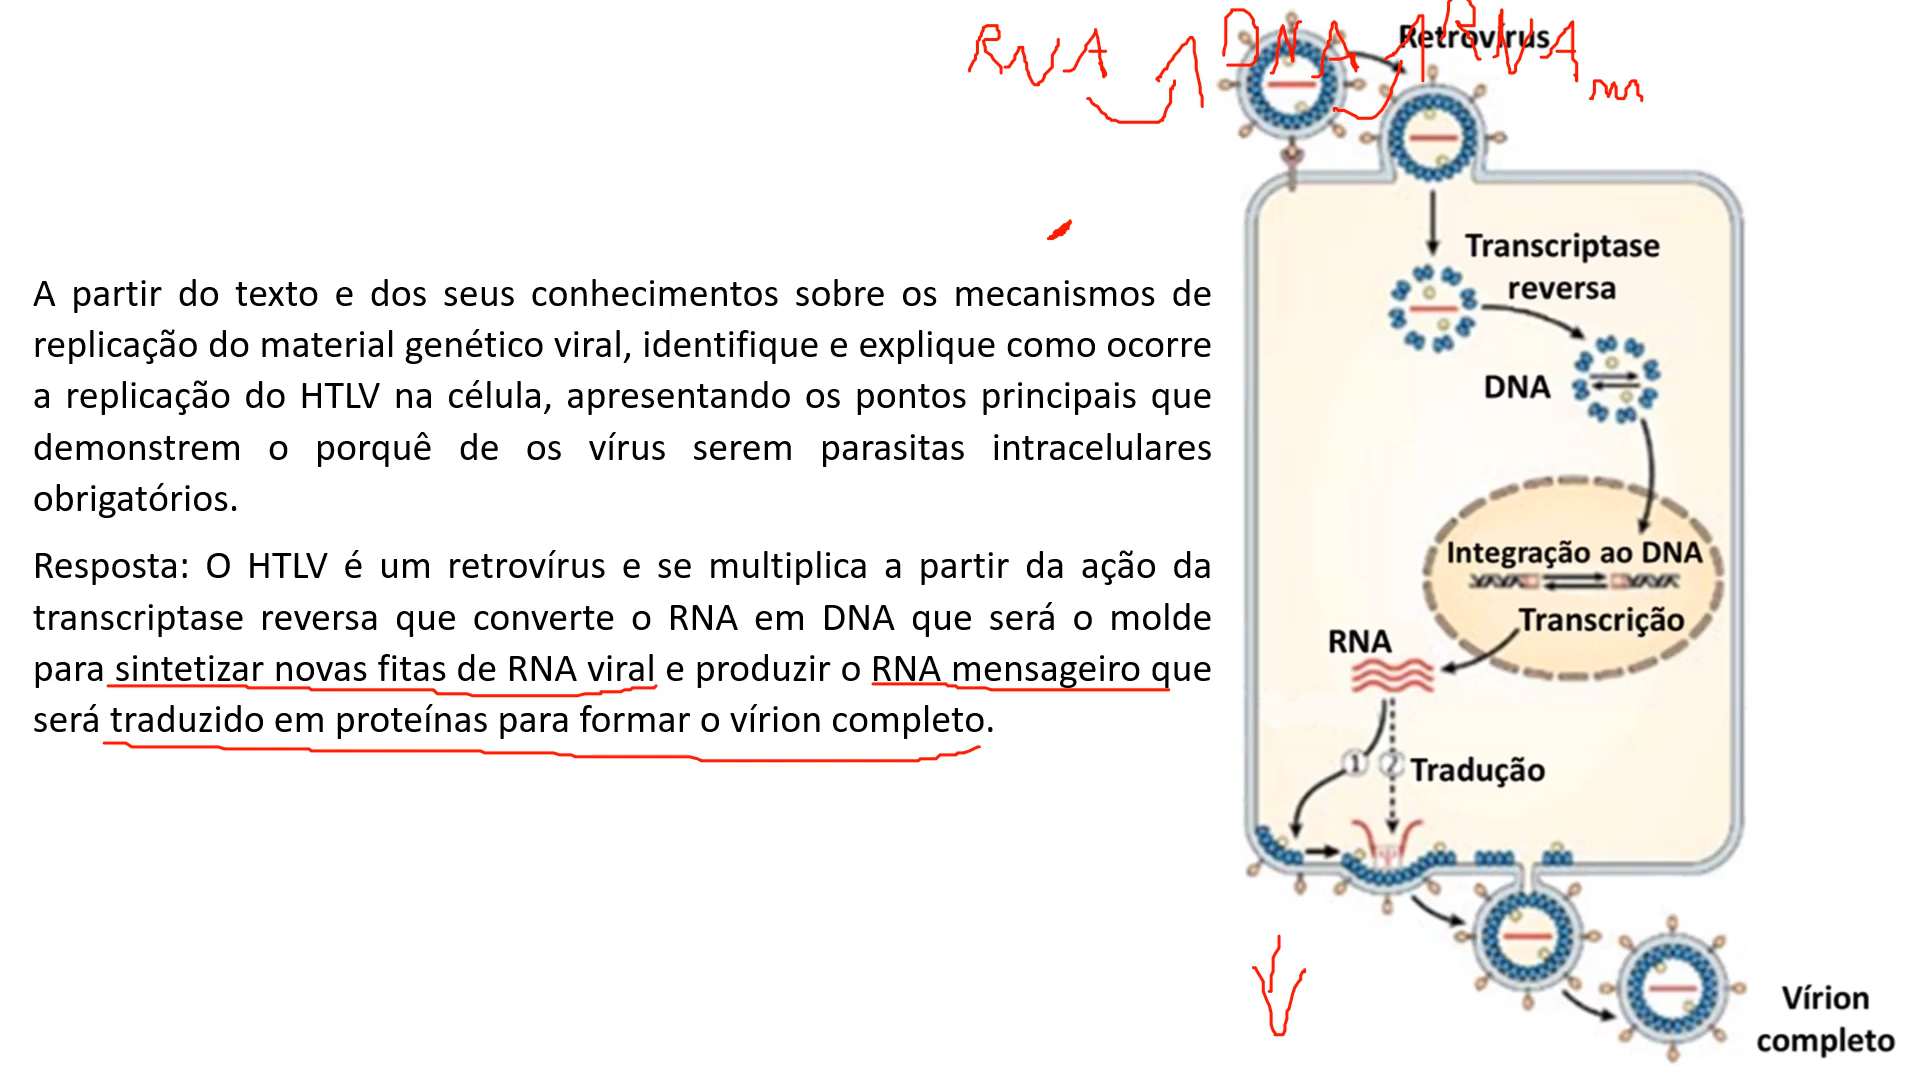 RNA DNA RNAm
Retrovírus
A partir do texto e dos seus conhecimentos sobre os mecanismos de
replicação do material genético viral, identifique e explique como ocorre
a replicação do HTLV na célula, apresentando os pontos principais que
demonstrem o porquê de os vírus serem parasitas intracelulares
obrigatórios.
Resposta: O HTLV é um retrovírus e se multiplica a partir da ação da
transcriptase reversa que converte o RNA em DNA que será o molde
para sintetizar novas fitas de RNA viral e produzir o RNA mensageiro que
será traduzido em proteínas para formar o vírion completo.
Transcriptase
reversa
DNA
Integração ao DNA
Transcrição
RNA
1 2 Tradução
Vírion
completo